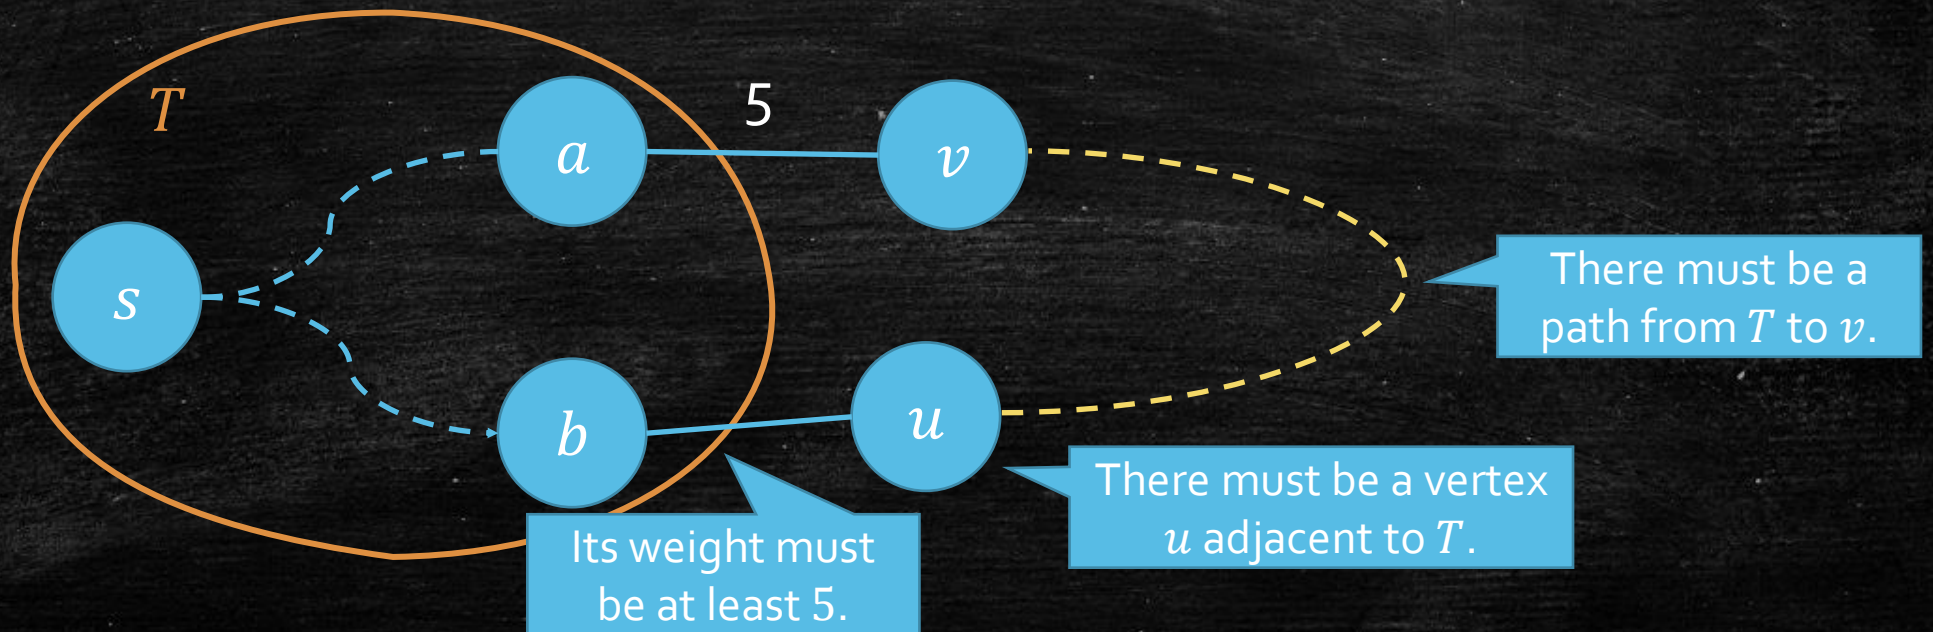 T
5
a
v
s
b
u
There must be a
path from T to v.
There must be a vertex
u adjacent to T.
Its weight must
be at least 5.